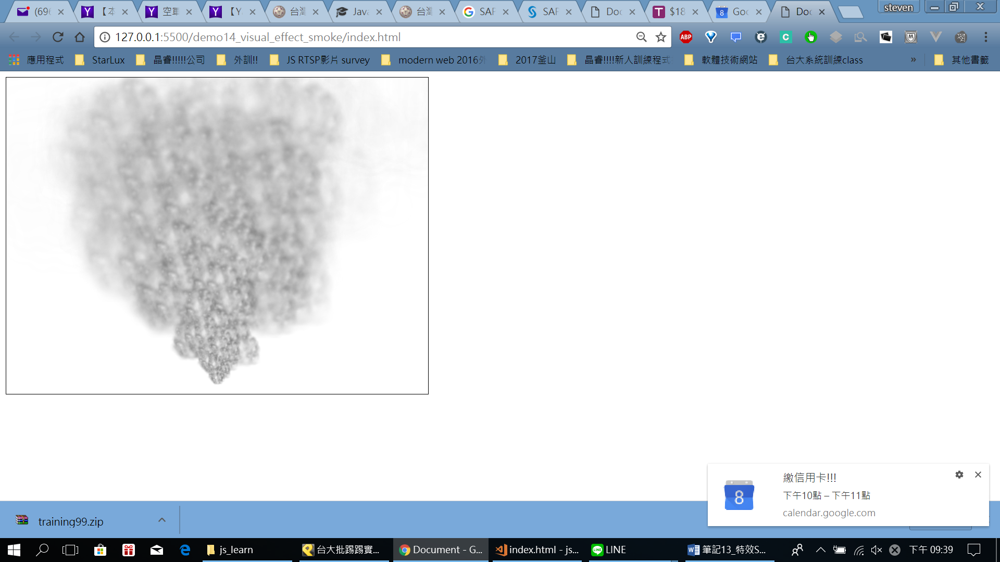 (696
【本
空軍
【Y
台灣
Java
台灣
SAF
SAF
Doc
$18
Goo
Doc
steven
127.0.0.1:5500/demo14_visual_effect_smoke/index.html
ABP
應用程式
StarLux
晶睿!!!!!公司
外訓!!
JS RTSP影片 survey
modern web 2016外
2017釜山
晶睿!!!!新人訓練程式
軟體技術網站
台大系統訓練class
»
其他書籤
8
繳信用卡!!!
下午10點 – 下午11點
calendar.google.com
training99.zip
js_learn
台大批踢踢實...
Document - G...
index.html - js...
LINE
筆記13_特效S...
下午 09:39